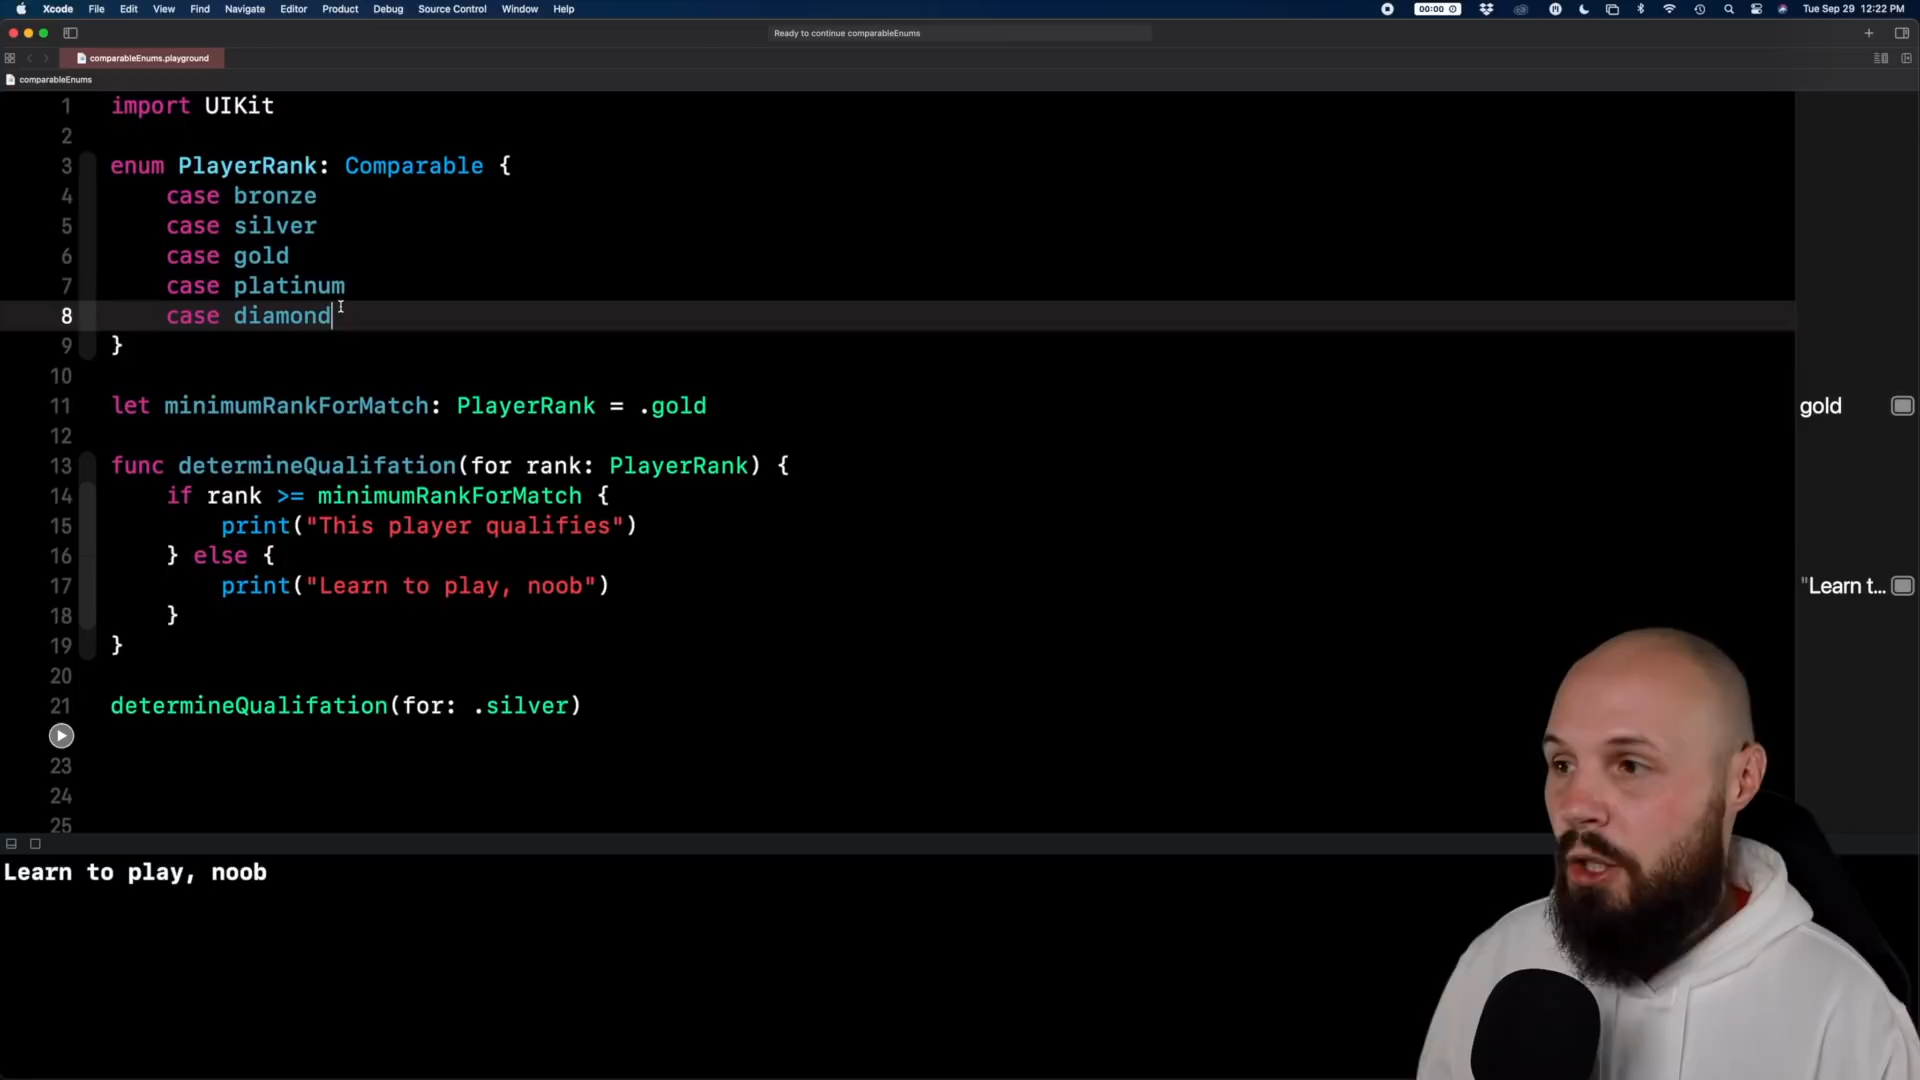 Xcode File Edit View Find Navigate Editor Product Debug Source Control Window Help 00:00 Tue Sep 29 12:22 PM
Ready to continue comparableEnums
comparableEnums.playground
comparableEnums
1 import UIKit
2
3 enum PlayerRank: Comparable {
4 case bronze
5 case silver
6 case gold
7 case platinum
8 case diamond
9 }
10
11 let minimumRankForMatch: PlayerRank = .gold gold
12
13 func determineQualifation(for rank: PlayerRank) {
14 if rank >= minimumRankForMatch {
15 print("This player qualifies")
16 } else {
17 print("Learn to play, noob") "Learn t...
18 }
19 }
20
21 determineQualifation(for: .silver)
23
24
25
Learn to play, noob